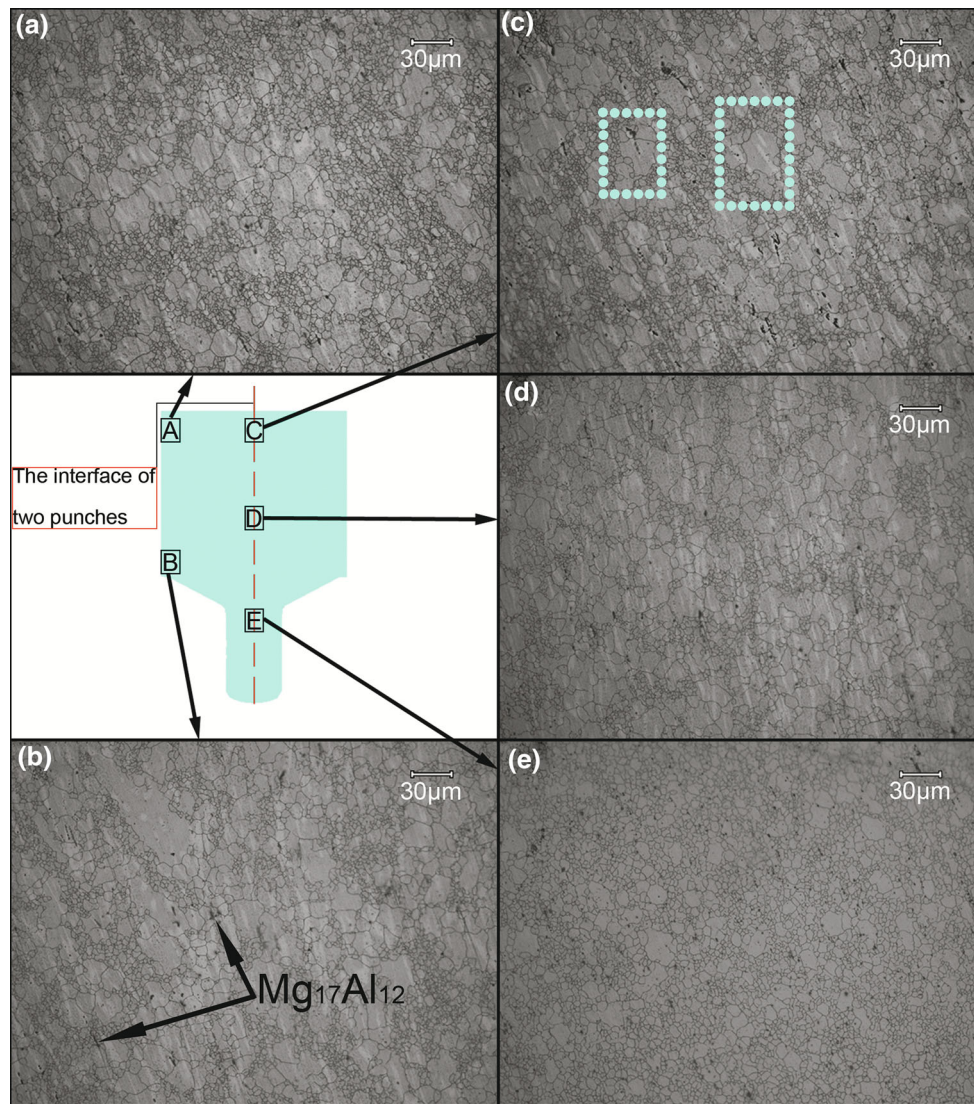 (a)
30μm
(c)
30μm
A
C
The interface of
two punches
D
B
E
(d)
30μm
(b)
30μm
Mg₁₇Al₁₂
(e)
30μm